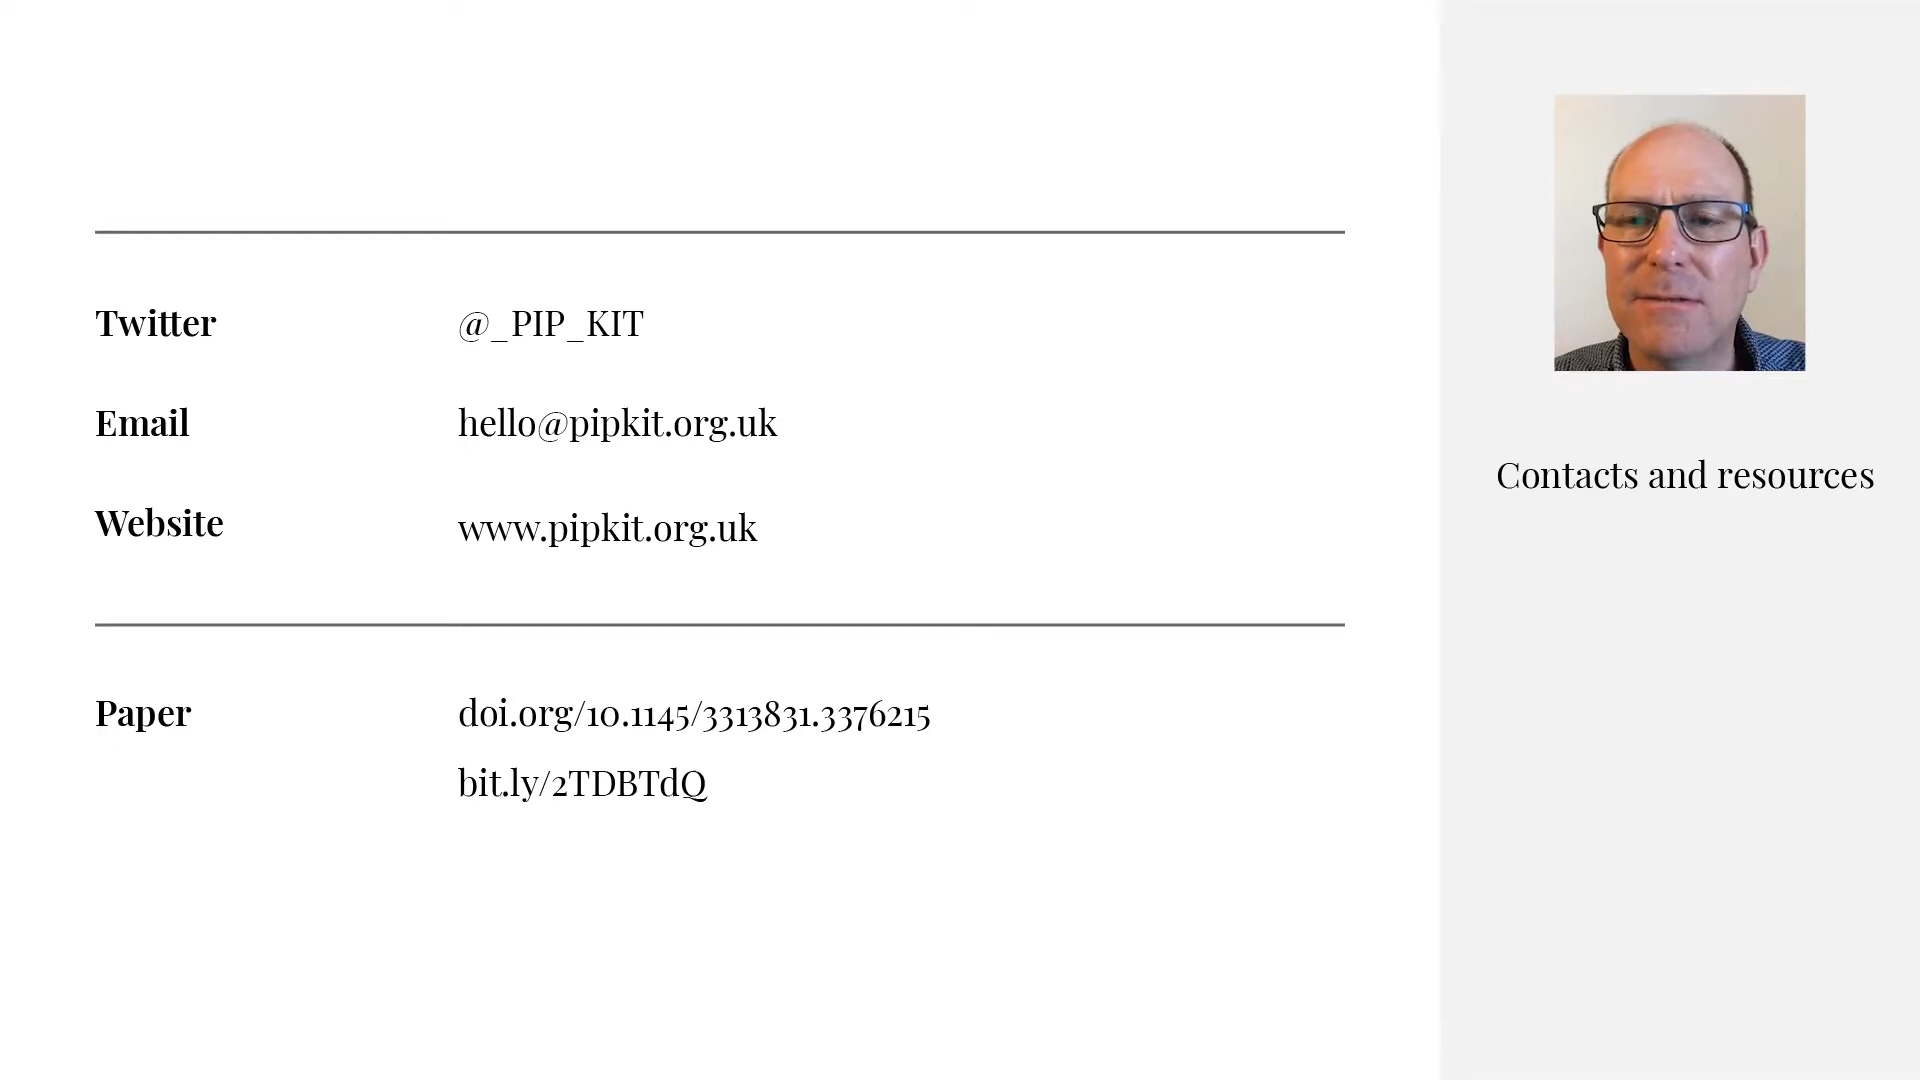 Twitter @_PIP_KIT
Email hello@pipkit.org.uk
Website www.pipkit.org.uk
Paper doi.org/10.1145/3313831.3376215
bit.ly/2TDBTdQ
Contacts and resources